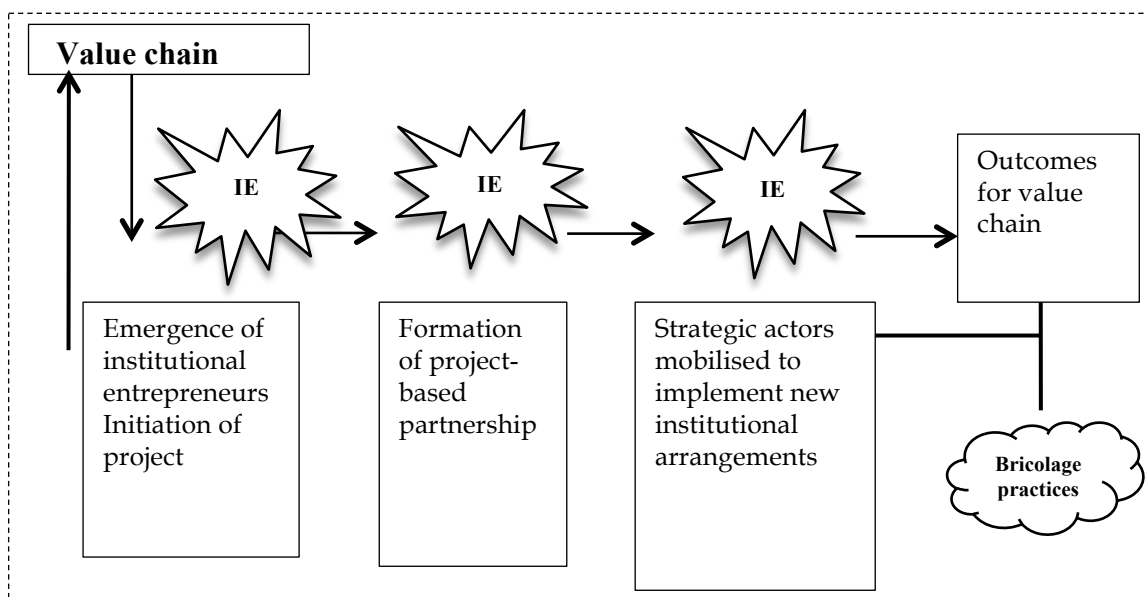 Value chain
IE
IE
IE
Outcomes
for value
chain
Emergence of
institutional
entrepreneurs
Initiation of
project
Formation
of project-
based
partnership
Strategic actors
mobilised to
implement new
institutional
arrangements
Bricolage
practices